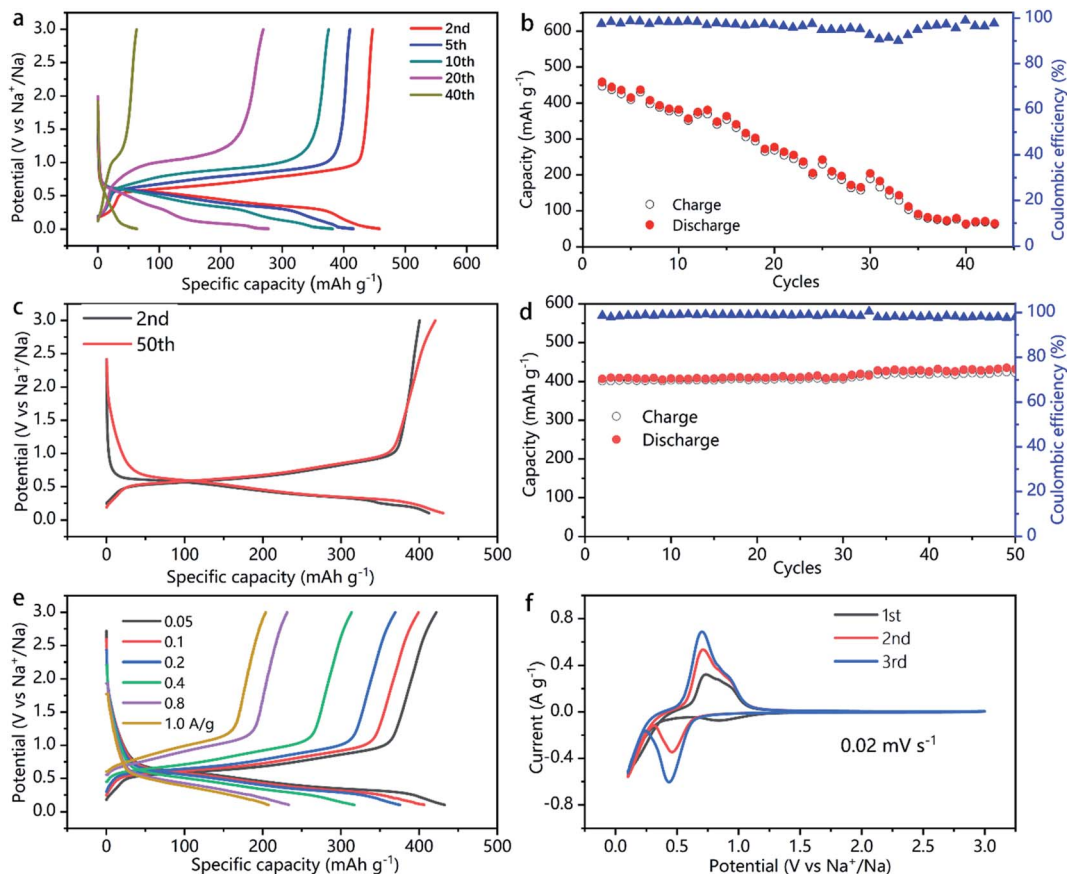 a
Potential (V vs Na⁺/Na)
3.0
2.5
2.0
1.5
1.0
0.5
0.0
2nd
5th
10th
20th
40th
0 100 200 300 400 500 600
Specific capacity (mAh g⁻¹)
b
Capacity (mAh g⁻¹)
600
500
400
300
200
100
0
Charge
Discharge
0 10 20 30 40
Cycles
100
80
60
40
20
0
Coulombic efficiency (%)
c
Potential (V vs Na⁺/Na)
3.0
2.5
2.0
1.5
1.0
0.5
0.0
2nd
50th
0 100 200 300 400 500
Specific capacity (mAh g⁻¹)
d
Capacity (mAh g⁻¹)
600
500
400
300
200
100
0
Charge
Discharge
0 10 20 30 40 50
Cycles
100
80
60
40
20
0
Coulombic efficiency (%)
e
Potential (V vs Na⁺/Na)
3.0
2.5
2.0
1.5
1.0
0.5
0.0
0.05
0.1
0.2
0.4
0.8
1.0 A/g
0 100 200 300 400 500
Specific capacity (mAh g⁻¹)
f
Current (A g⁻¹)
0.8
0.4
0.0
-0.4
-0.8
1st
2nd
3rd
0.02 mV s⁻¹
0.0 0.5 1.0 1.5 2.0 2.5 3.0
Potential (V vs Na⁺/Na)